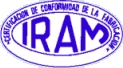 CERTIFICACION DE CONFORMIDAD DE LA FABRICACION
IRAM